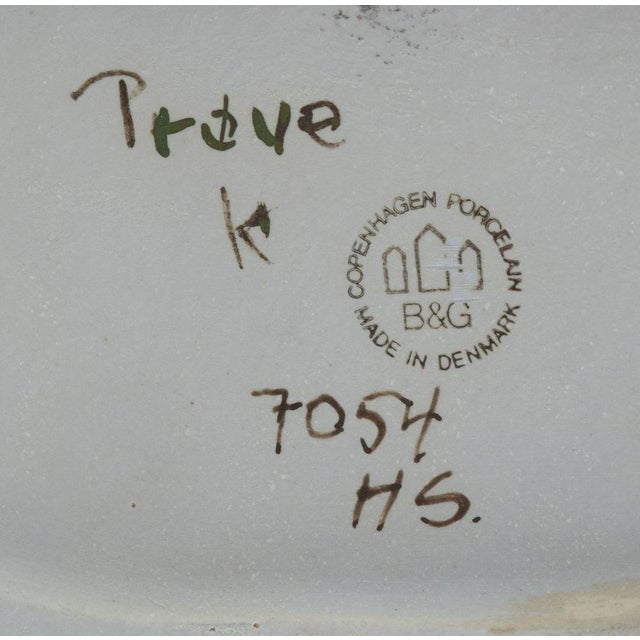 Prøve
K
COPENHAGEN PORCELAIN
B&G
MADE IN DENMARK
7054
HS.